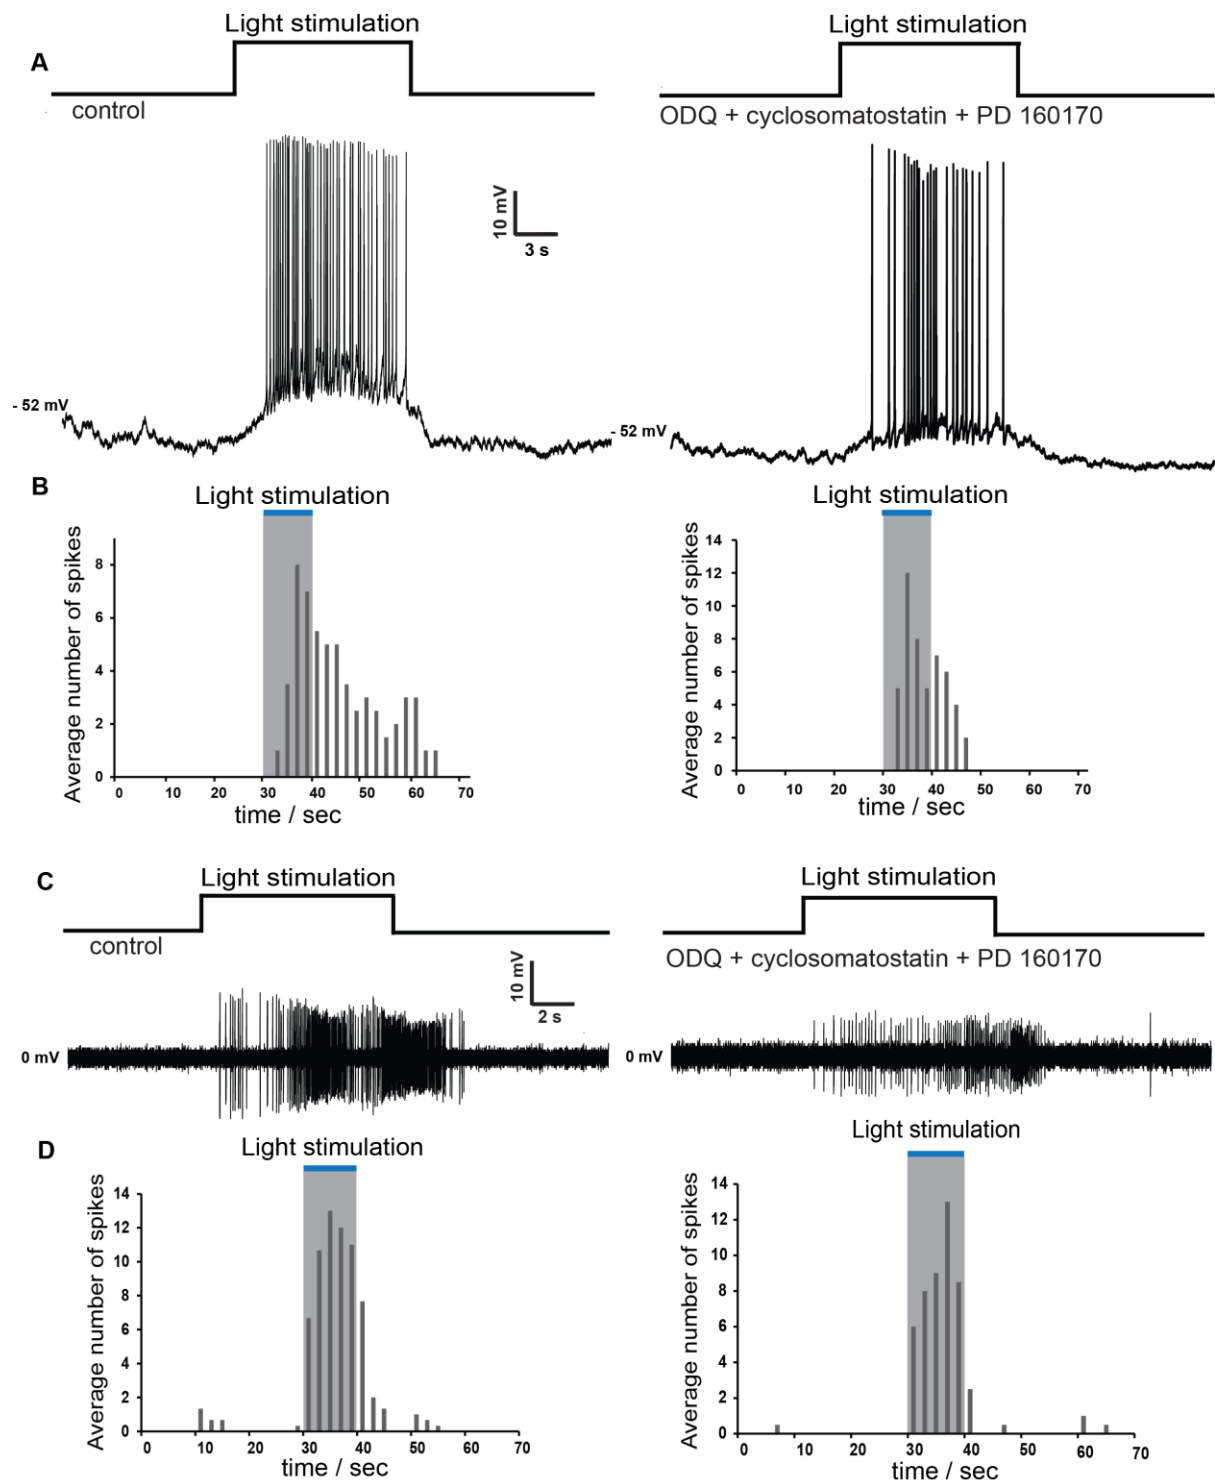 Light stimulation
Light stimulation
A
control
ODQ + cyclosomatostatin + PD 160170
10 mV
3 s
- 52 mV
- 52 mV
B
Light stimulation
Light stimulation
Average number of spikes
8
6
4
2
0
0 10 20 30 40 50 60 70
time / sec
Average number of spikes
14
12
10
8
6
4
2
0
0 10 20 30 40 50 60 70
time / sec
C
Light stimulation
Light stimulation
control
ODQ + cyclosomatostatin + PD 160170
10 mV
2 s
0 mV
0 mV
D
Light stimulation
Light stimulation
Average number of spikes
14
12
10
8
6
4
2
0
0 10 20 30 40 50 60 70
time / sec
Average number of spikes
14
12
10
8
6
4
2
0
0 10 20 30 40 50 60 70
time / sec